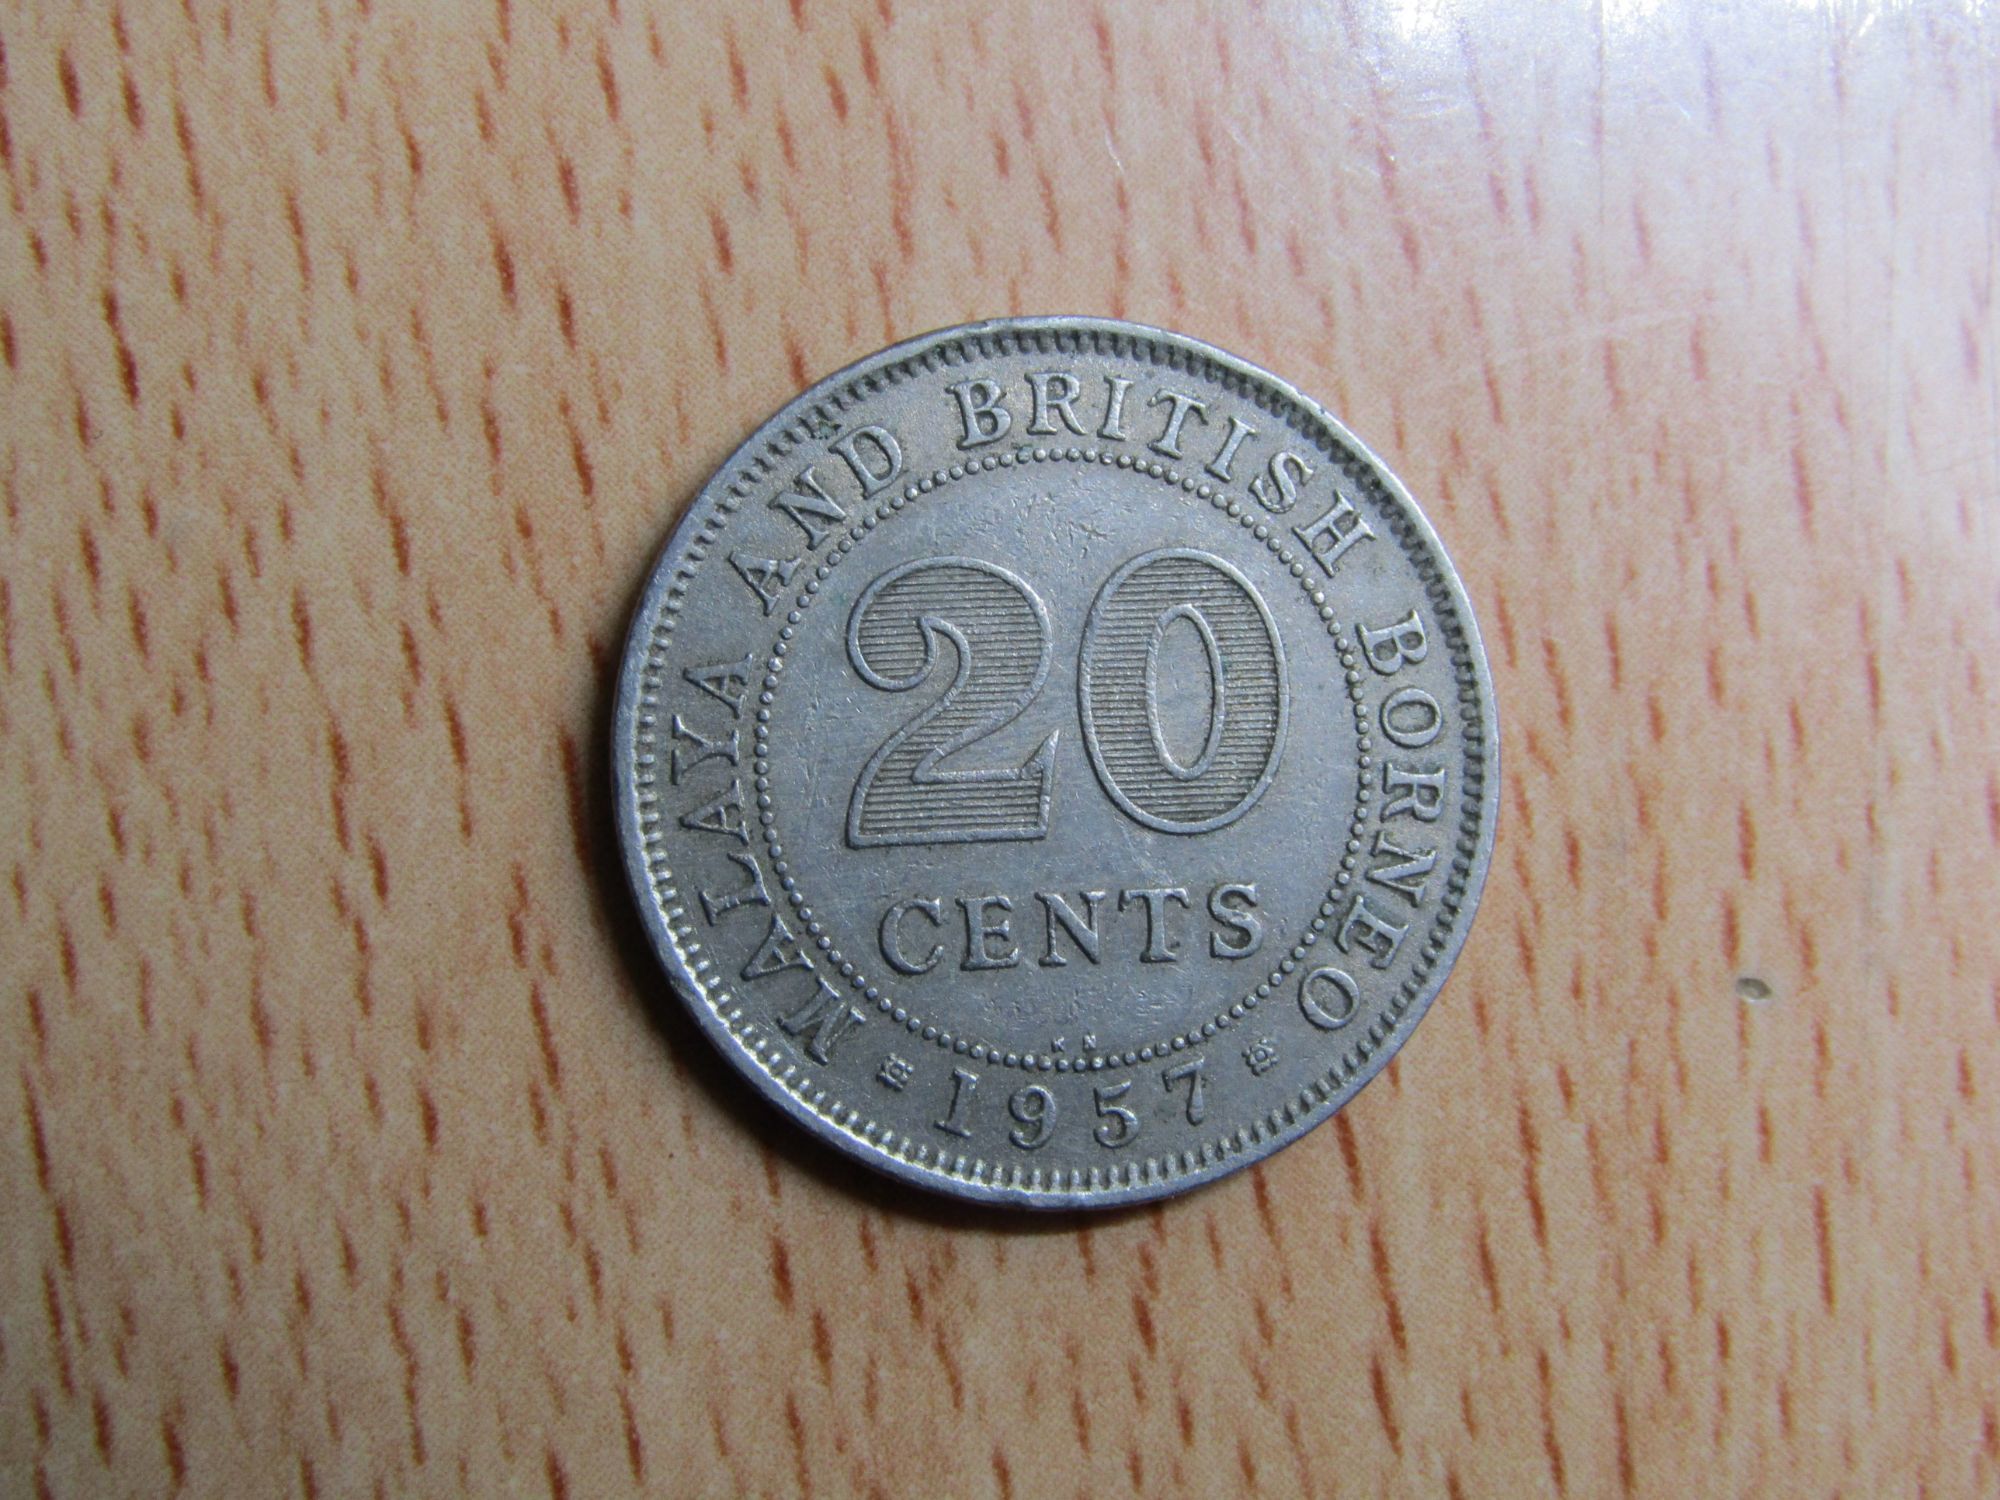 MALAYA AND BRITISH BORNEO
20
CENTS
KN
1957